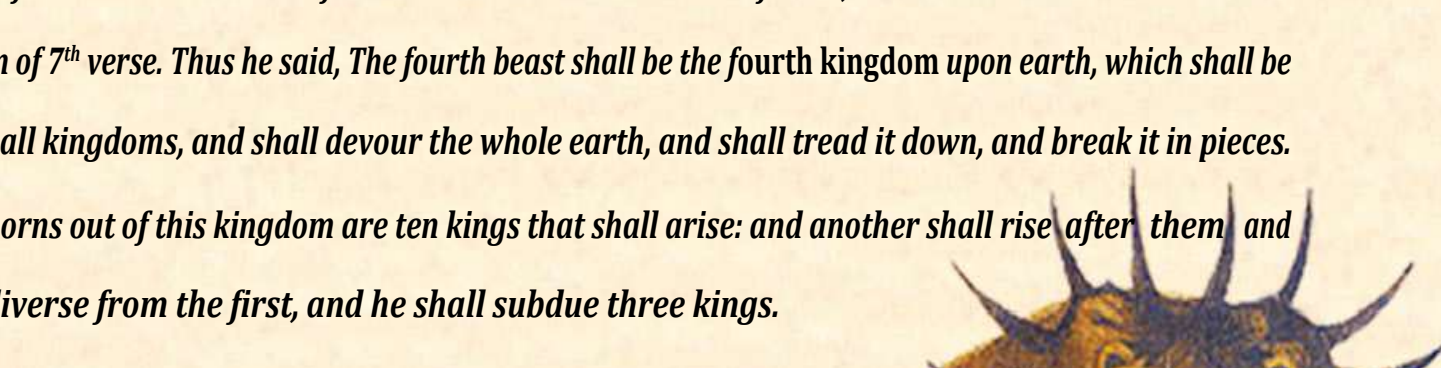 of 7th verse. Thus he said, The fourth beast shall be the fourth kingdom upon earth, which shall be
all kingdoms, and shall devour the whole earth, and shall tread it down, and break it in pieces.
orns out of this kingdom are ten kings that shall arise: and another shall rise after them and
iverse from the first, and he shall subdue three kings.